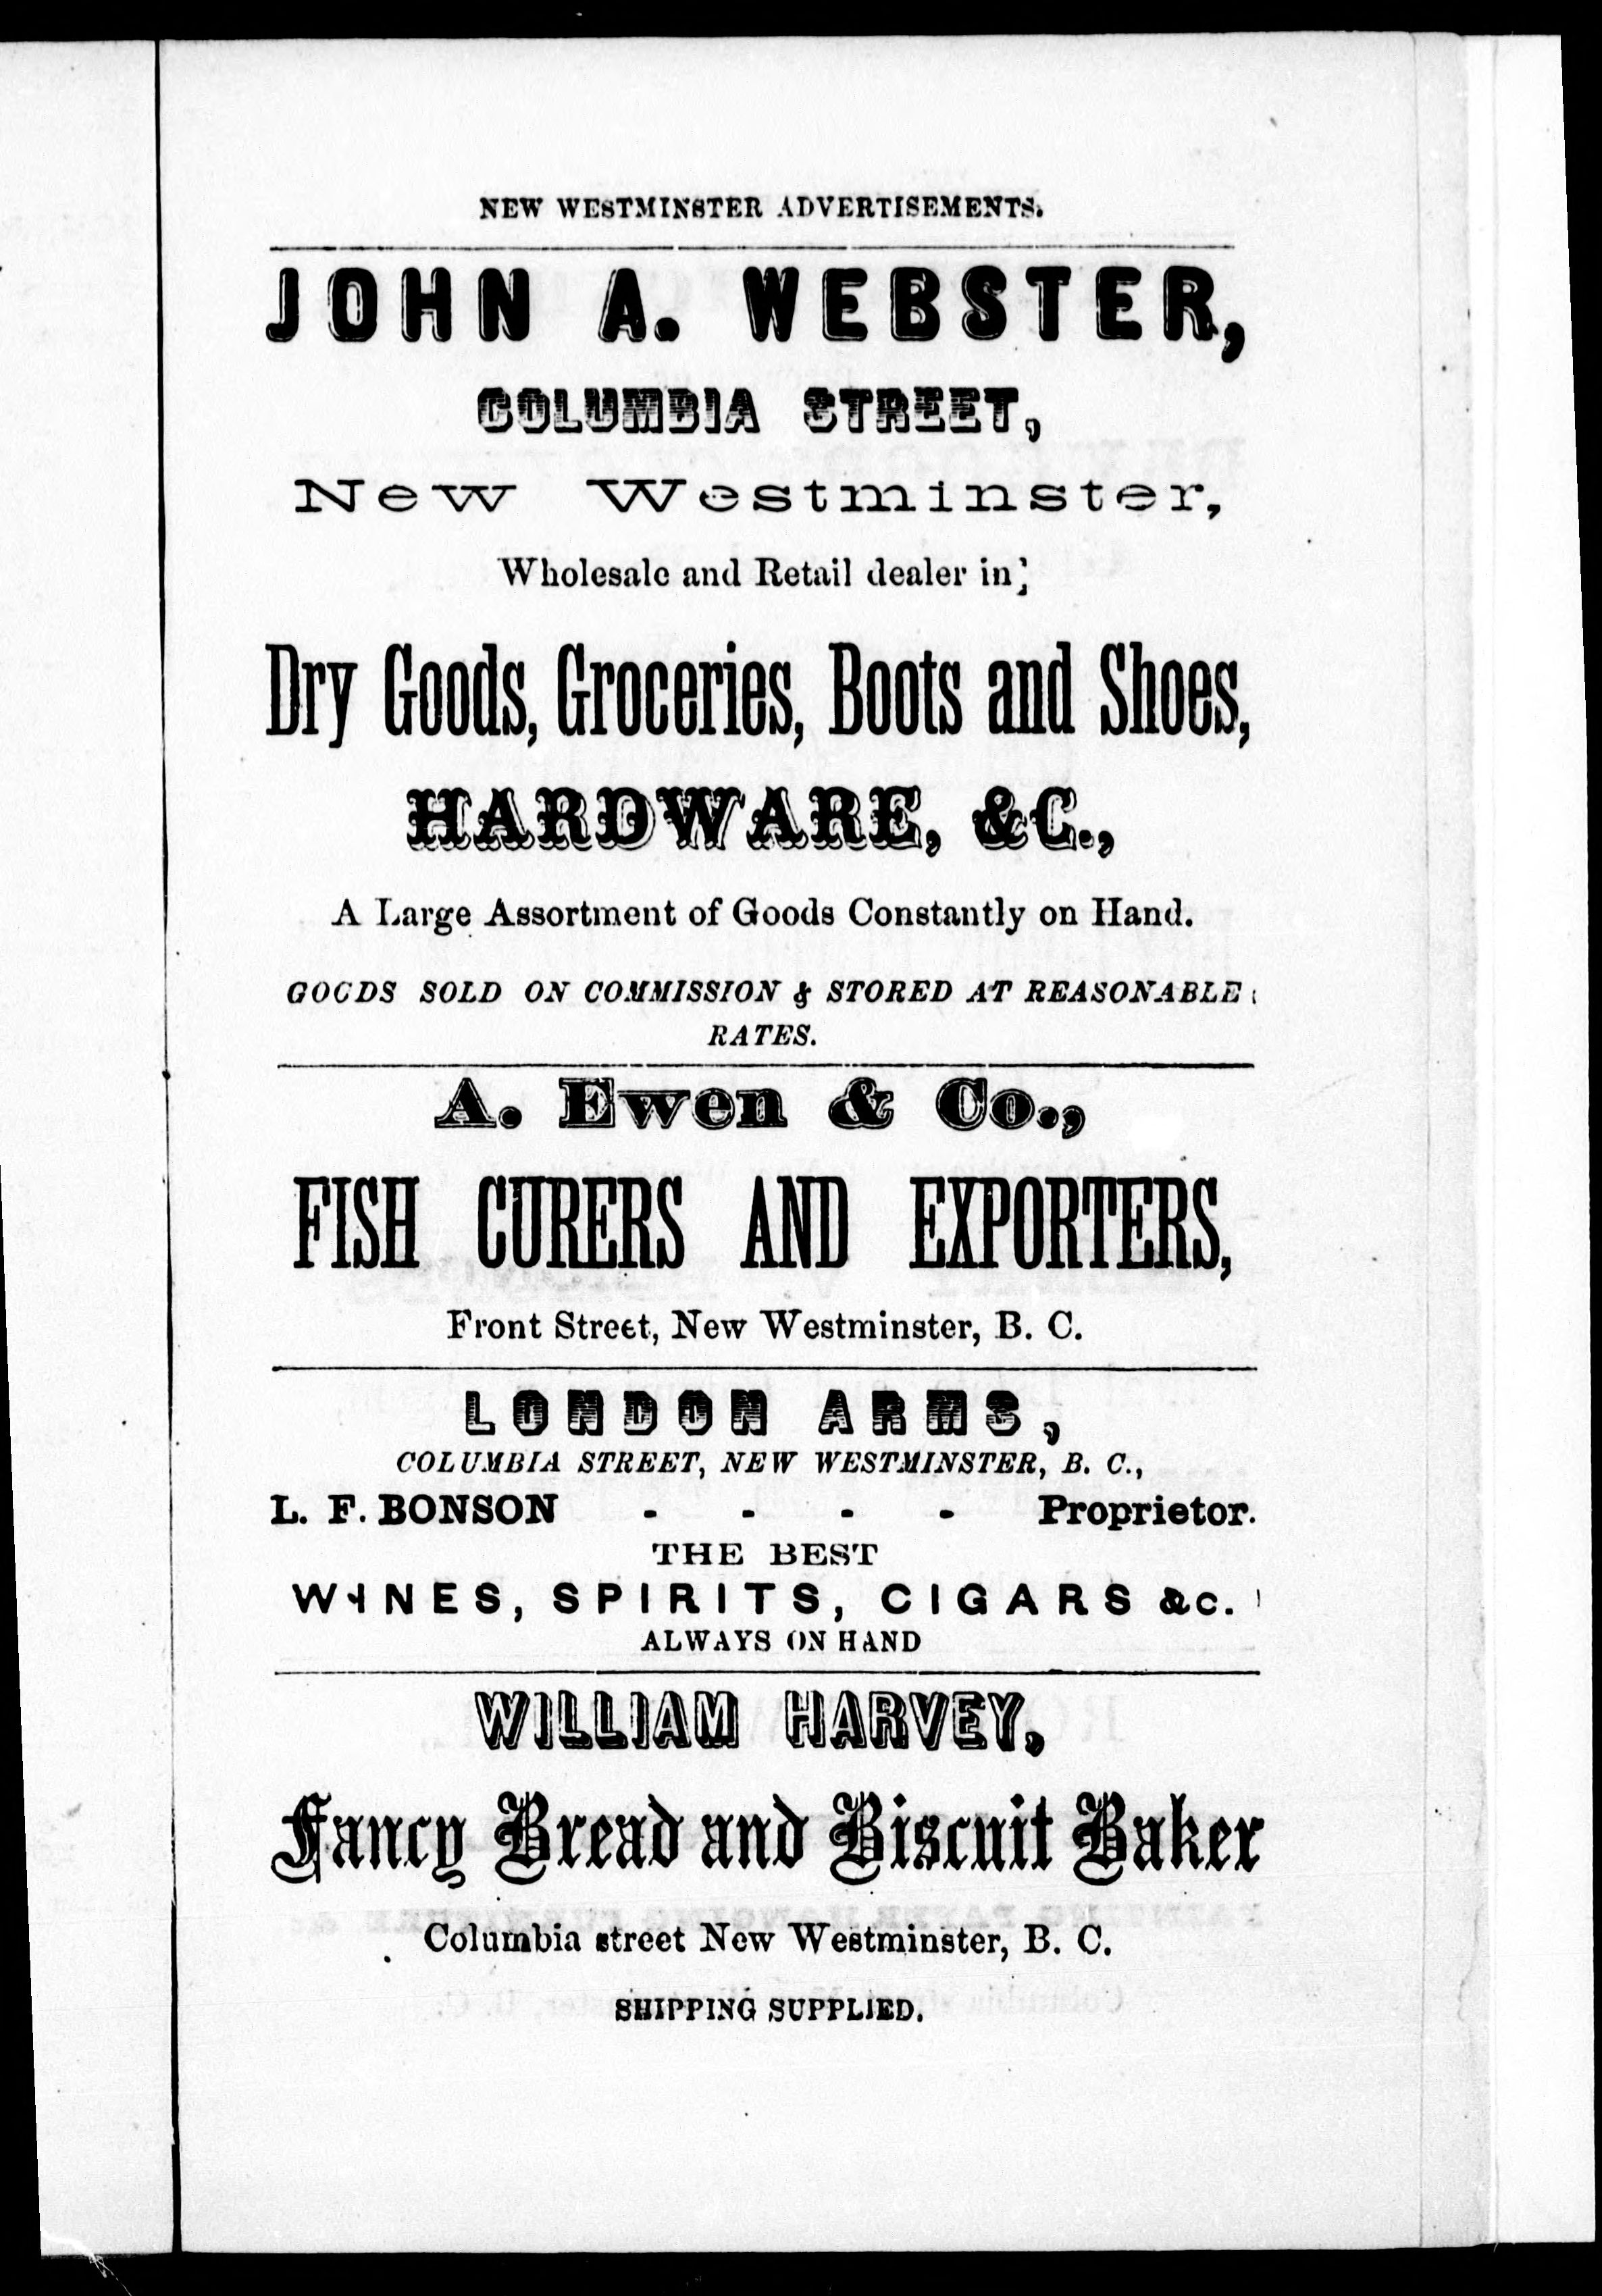 NEW WESTMINSTER ADVERTISEMENTS.
JOHN A. WEBSTER,
COLUMBIA STREET,
New Westminster,
Wholesale and Retail dealer in;
Dry Goods, Groceries, Boots and Shoes,
HARDWARE, &C.,
A Large Assortment of Goods Constantly on Hand.
GOODS SOLD ON COMMISSION & STORED AT REASONABLE
RATES.
A. Ewen & Co.,
FISH CURERS AND EXPORTERS,
Front Street, New Westminster, B. C.
LONDON ARMS,
COLUMBIA STREET, NEW WESTMINSTER, B. C.,
L. F. BONSON - - - - Proprietor.
THE BEST
WINES, SPIRITS, CIGARS &c.
ALWAYS ON HAND
WILLIAM HARVEY,
Fancy Bread and Biscuit Baker
Columbia street New Westminster, B. C.
SHIPPING SUPPLIED.